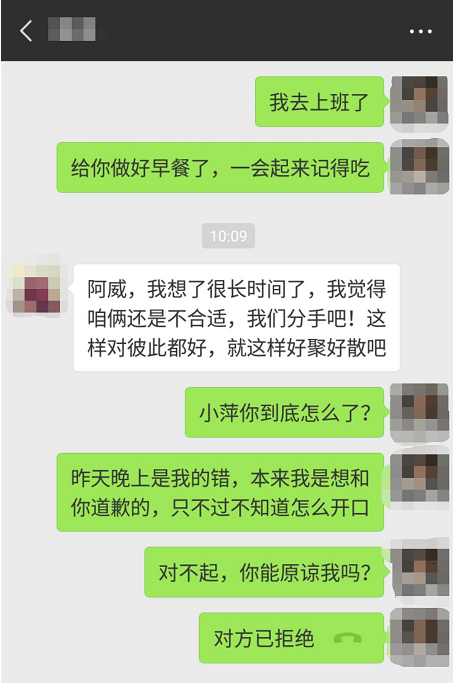 我去上班了
给你做好早餐了，一会起来记得吃
10:09
阿威，我想了很长时间了，我觉得
咱俩还是不合适，我们分手吧！这
样对彼此都好，就这样好聚好散吧
小萍你到底怎么了？
昨天晚上是我的错，本来我是想和
你道歉的，只不过不知道怎么开口
对不起，你能原谅我吗？
对方已拒绝